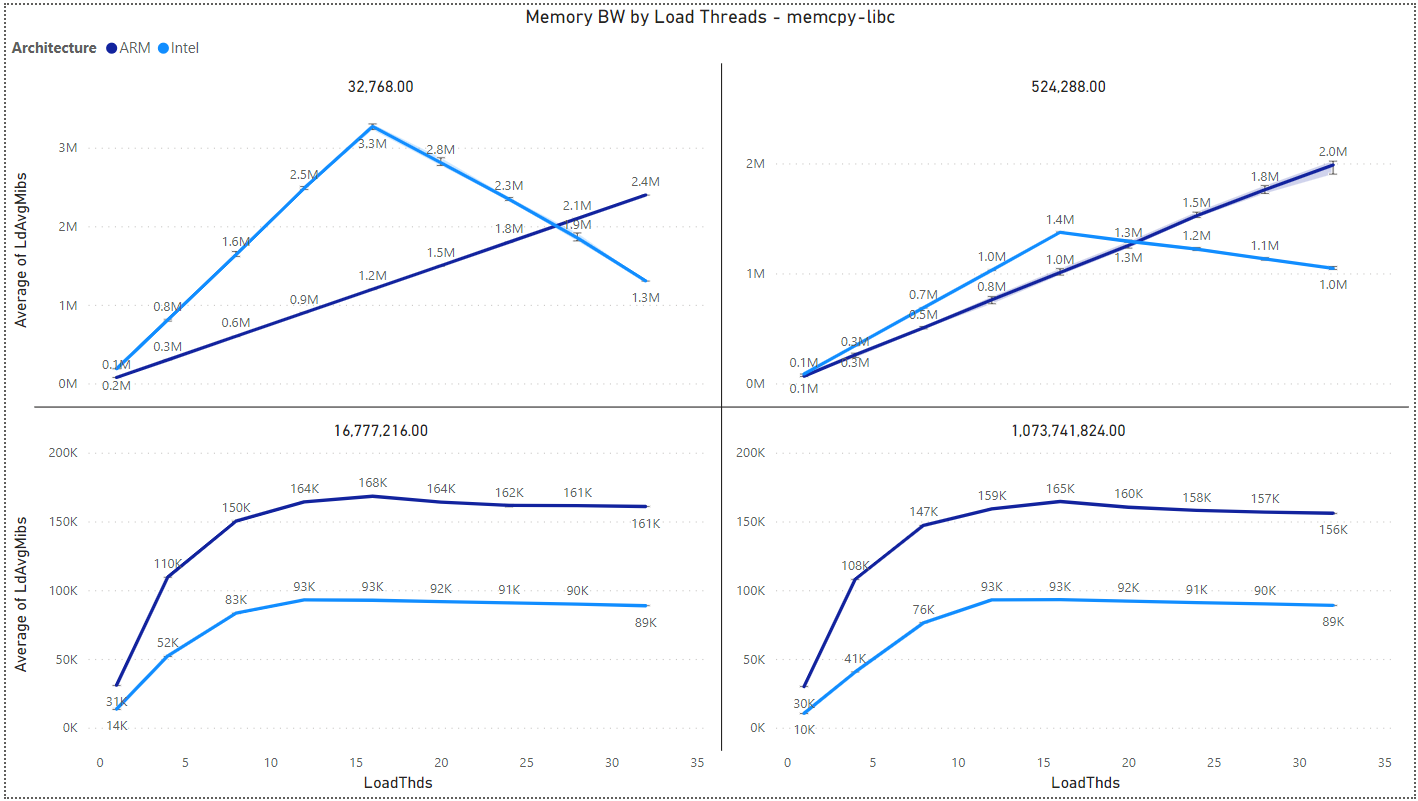 Memory BW by Load Threads - memcpy-libc
Architecture ARM Intel
32,768.00
Average of LdAvgMibs
3M
2M
1M
0M
0.1M
0.8M
1.6M
2.5M
3.3M
2.8M
2.3M
1.9M
1.3M
0.2M
0.3M
0.6M
0.9M
1.2M
1.5M
1.8M
2.1M
2.4M
524,288.00
2M
1M
0M
0.1M
0.3M
0.7M
1.0M
1.4M
1.3M
1.2M
1.1M
1.0M
0.1M
0.3M
0.5M
0.8M
1.0M
1.3M
1.5M
1.8M
2.0M
16,777,216.00
Average of LdAvgMibs
200K
150K
100K
50K
0K
31K
110K
150K
164K
168K
164K
162K
161K
161K
14K
52K
83K
93K
93K
92K
91K
90K
89K
0 5 10 15 20 25 30 35
LoadThds
1,073,741,824.00
200K
150K
100K
50K
0K
30K
108K
147K
159K
165K
160K
158K
157K
156K
10K
41K
76K
93K
93K
92K
91K
90K
89K
0 5 10 15 20 25 30 35
LoadThds